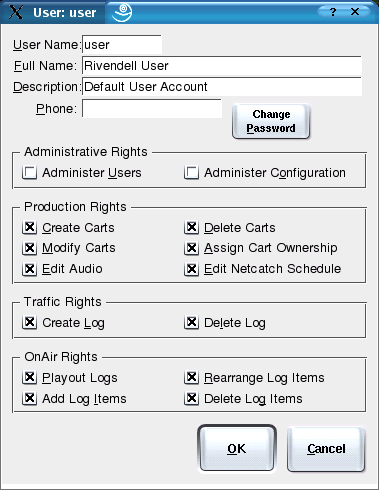 User: user
User Name: user
Full Name: Rivendell User
Description: Default User Account
Phone:
Change
Password
Administrative Rights
Administer Users Administer Configuration
Production Rights
Create Carts Delete Carts
Modify Carts Assign Cart Ownership
Edit Audio Edit Netcatch Schedule
Traffic Rights
Create Log Delete Log
OnAir Rights
Playout Logs Rearrange Log Items
Add Log Items Delete Log Items
OK Cancel